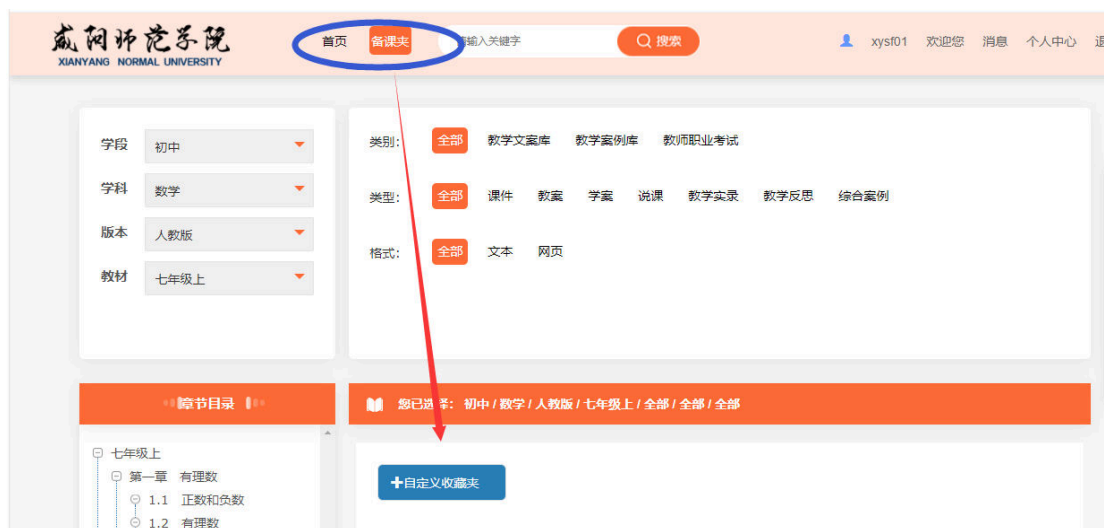 咸阳师范学院
XIANYANG NORMAL UNIVERSITY
首页 备课夹 输入关键字 搜索 xysf01 欢迎您 消息 个人中心
学段 初中
学科 数学
版本 人教版
教材 七年级上
类别: 全部 教学文案库 教学案例库 教师职业考试
类型: 全部 课件 教案 学案 说课 教学实录 教学反思 综合案例
格式: 全部 文本 网页
章节目录
您已选择: 初中 / 数学 / 人教版 / 七年级上 / 全部 / 全部 / 全部
七年级上
第一章 有理数
1.1 正数和负数
1.2 有理数
+自定义收藏夹